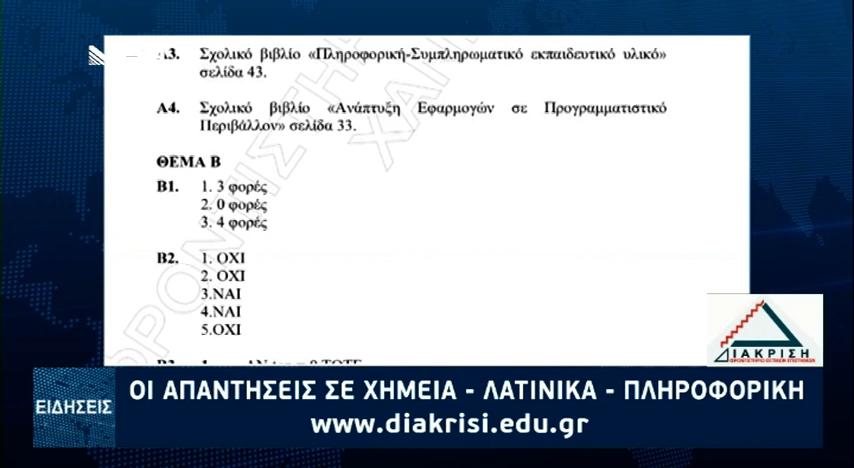 Α3. Σχολικό βιβλίο «Πληροφορική-Συμπληρωματικό εκπαιδευτικό υλικό»
σελίδα 43.
Α4. Σχολικό βιβλίο «Ανάπτυξη Εφαρμογών σε Προγραμματιστικό
Περιβάλλον» σελίδα 33.
ΘΕΜΑ Β
Β1. 1. 3 φορές
2. 0 φορές
3. 4 φορές
Β2. 1. ΟΧΙ
2. ΟΧΙ
3.ΝΑΙ
4.ΝΑΙ
5.ΟΧΙ
ΔΙΑΚΡΙΣΗ
ΕΙΔΗΣΕΙΣ
ΟΙ ΑΠΑΝΤΗΣΕΙΣ ΣΕ ΧΗΜΕΙΑ - ΛΑΤΙΝΙΚΑ - ΠΛΗΡΟΦΟΡΙΚΗ
www.diakrisi.edu.gr